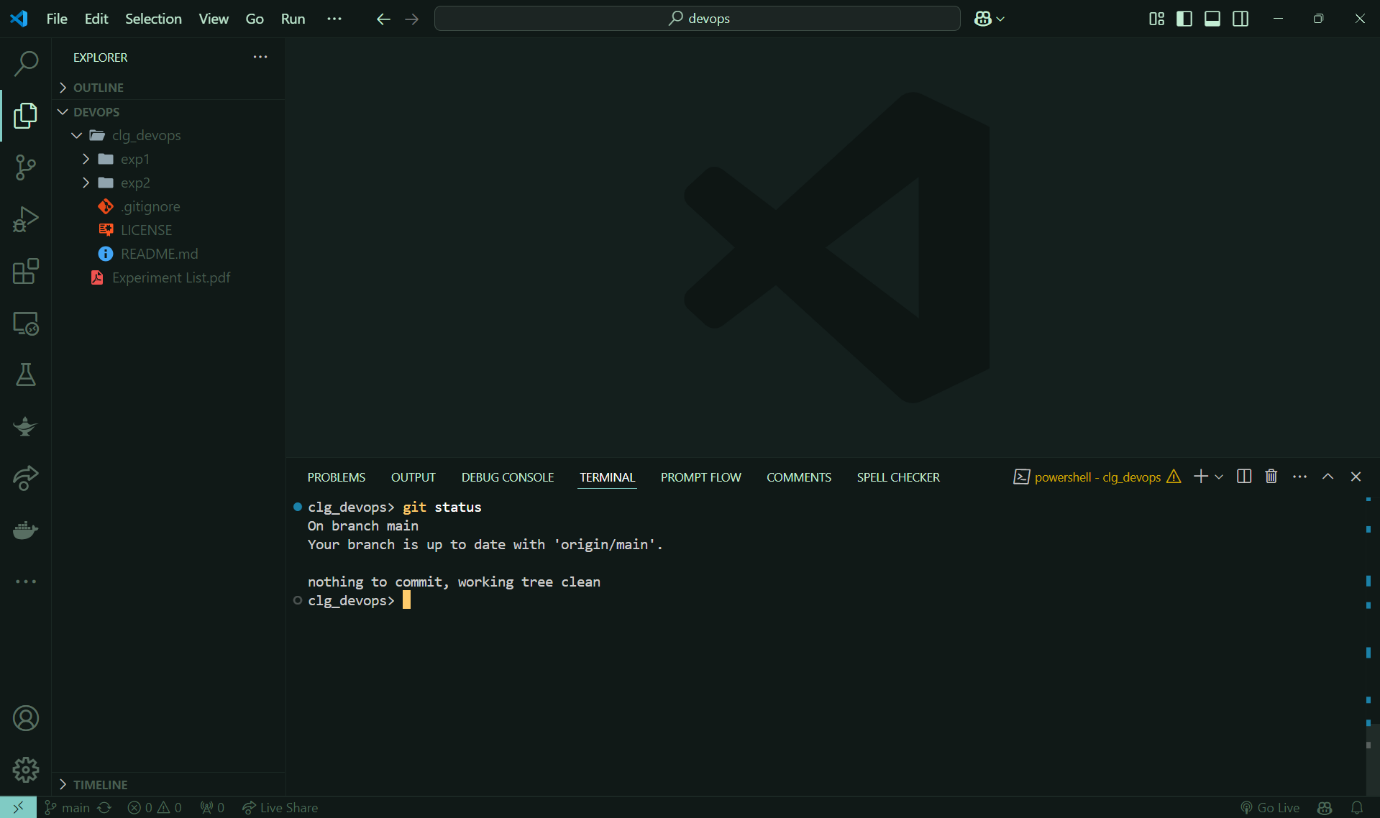 File Edit Selection View Go Run ···
devops
EXPLORER ···
OUTLINE
DEVOPS
clg_devops
exp1
exp2
.gitignore
LICENSE
README.md
Experiment List.pdf
PROBLEMS OUTPUT DEBUG CONSOLE TERMINAL PROMPT FLOW COMMENTS SPELL CHECKER powershell - clg_devops
clg_devops> git status
On branch main
Your branch is up to date with 'origin/main'.
nothing to commit, working tree clean
clg_devops>
TIMELINE
main 0 0 0 Live Share Go Live